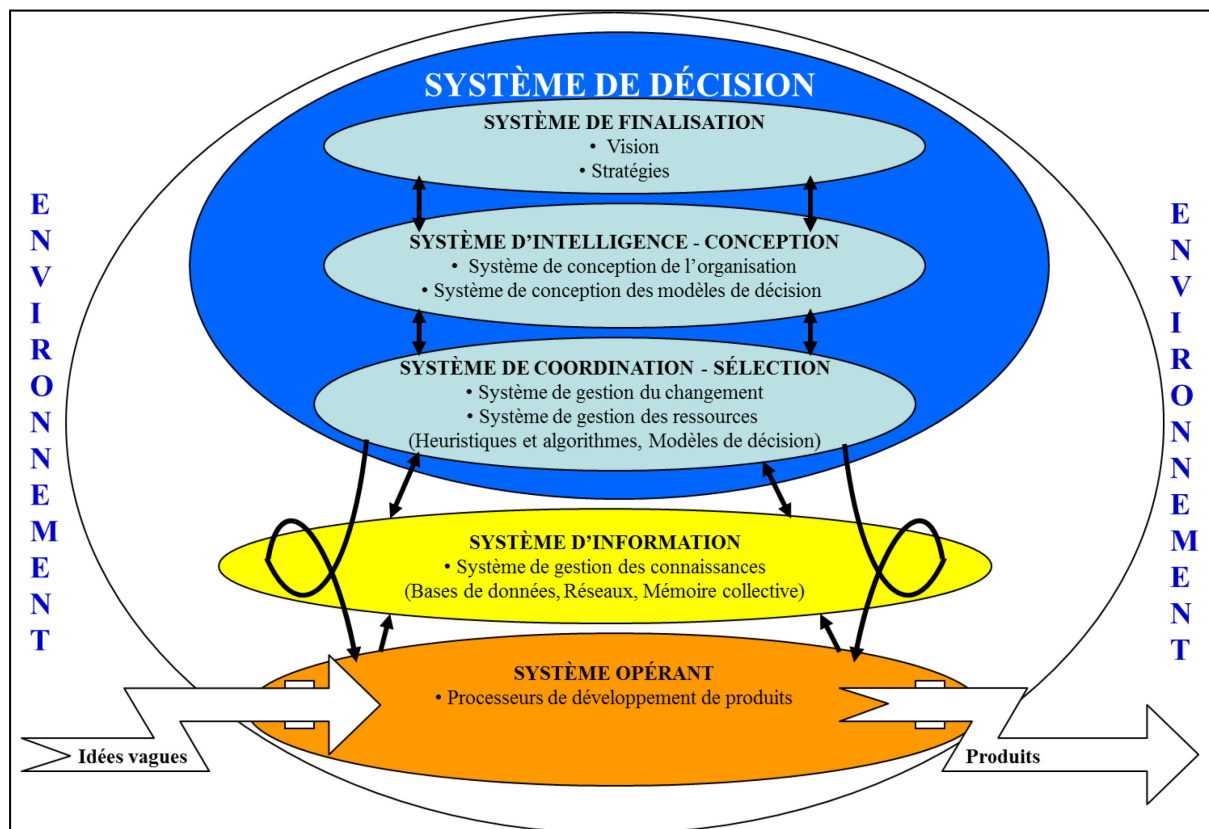 SYSTÈME DE DÉCISION
SYSTÈME DE FINALISATION
• Vision
• Stratégies
SYSTÈME D'INTELLIGENCE - CONCEPTION
• Système de conception de l'organisation
• Système de conception des modèles de décision
SYSTÈME DE COORDINATION - SÉLECTION
• Système de gestion du changement
• Système de gestion des ressources
(Heuristiques et algorithmes, Modèles de décision)
ENVIRONNEMENT
ENVIRONNEMENT
SYSTÈME D'INFORMATION
• Système de gestion des connaissances
(Bases de données, Réseaux, Mémoire collective)
SYSTÈME OPÉRANT
• Processeurs de développement de produits
Idées vagues
Produits